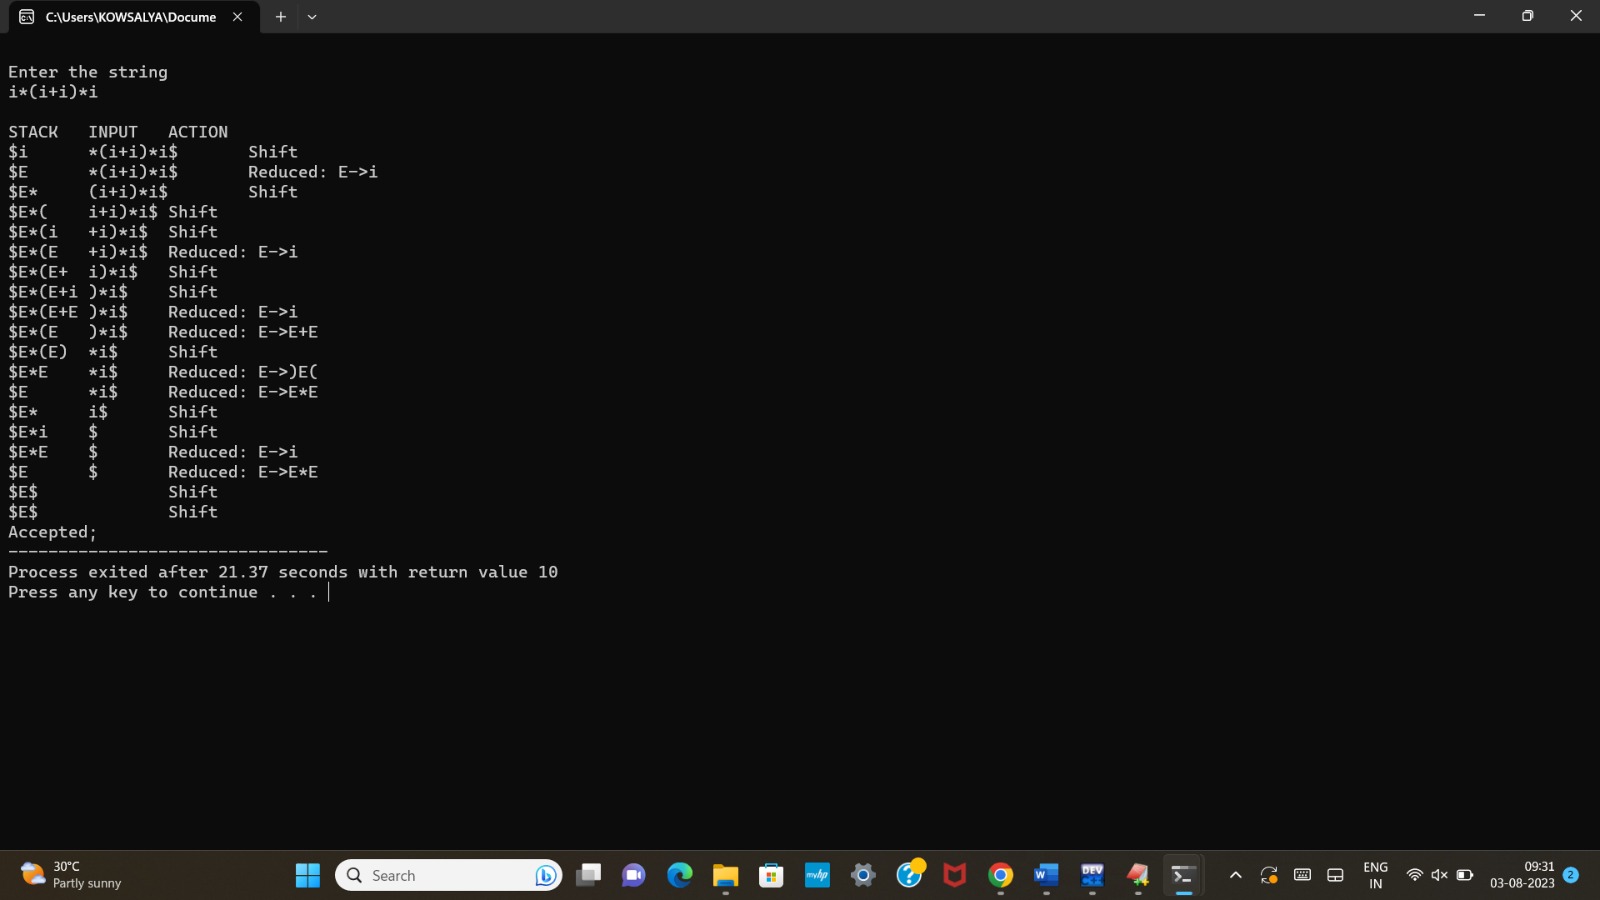 C:\Users\KOWSALYA\Docume
Enter the string
i*(i+i)*i
STACK   INPUT   ACTION
$i      *(i+i)*i$       Shift
$E      *(i+i)*i$       Reduced: E->i
$E*     (i+i)*i$        Shift
$E*(    i+i)*i$ Shift
$E*(i   +i)*i$  Shift
$E*(E   +i)*i$  Reduced: E->i
$E*(E+  i)*i$   Shift
$E*(E+i )*i$    Shift
$E*(E+E )*i$    Reduced: E->i
$E*(E   )*i$    Reduced: E->E+E
$E*(E)  *i$     Shift
$E*E    *i$     Reduced: E->)E(
$E      *i$     Reduced: E->E*E
$E*     i$      Shift
$E*i    $       Shift
$E*E    $       Reduced: E->i
$E      $       Reduced: E->E*E
$E$             Shift
$E$             Shift
Accepted;
--------------------------------
Process exited after 21.37 seconds with return value 10
Press any key to continue . . .
30°C
Partly sunny
Search
myhp
W
DEV
ENG
IN
09:31
03-08-2023
2